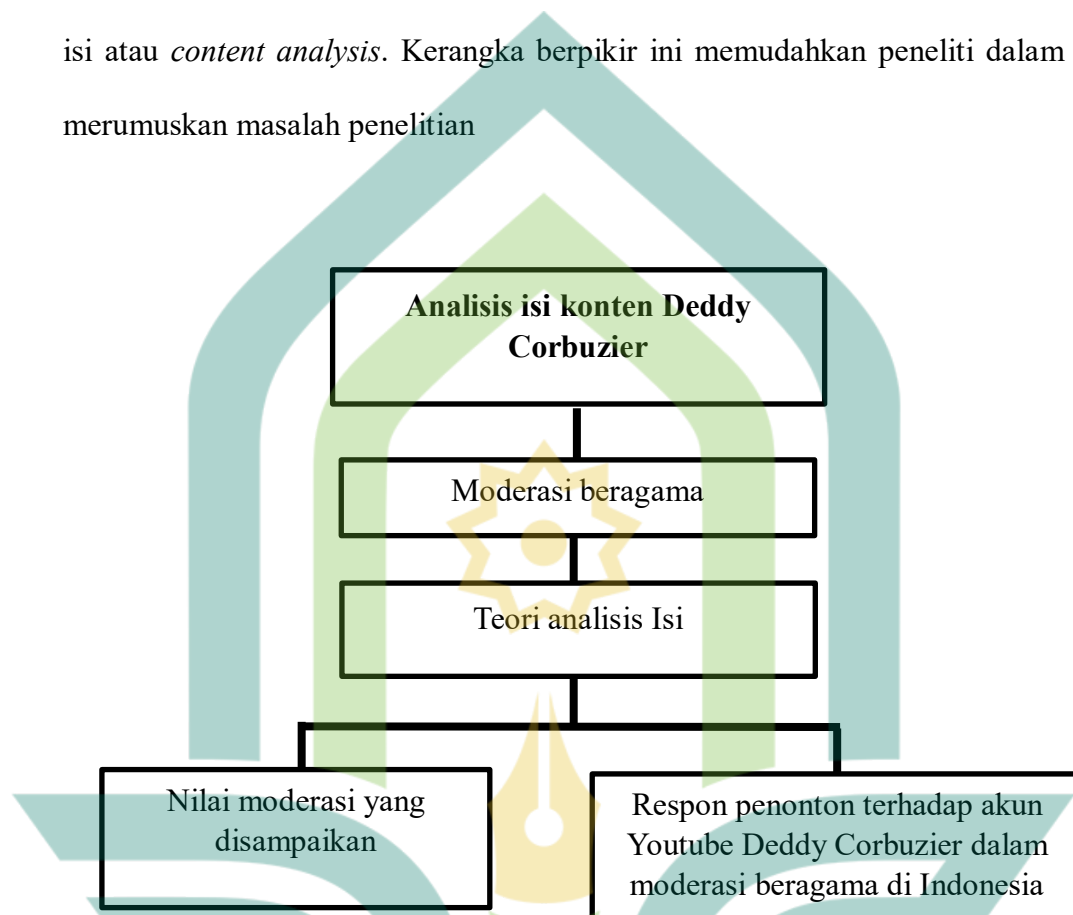 isi atau content analysis. Kerangka berpikir ini memudahkan peneliti dalam
merumuskan masalah penelitian
Analisis isi konten Deddy
Corbuzier
Moderasi beragama
Teori analisis Isi
Nilai moderasi yang
disampaikan
Respon penonton terhadap akun
Youtube Deddy Corbuzier dalam
moderasi beragama di Indonesia